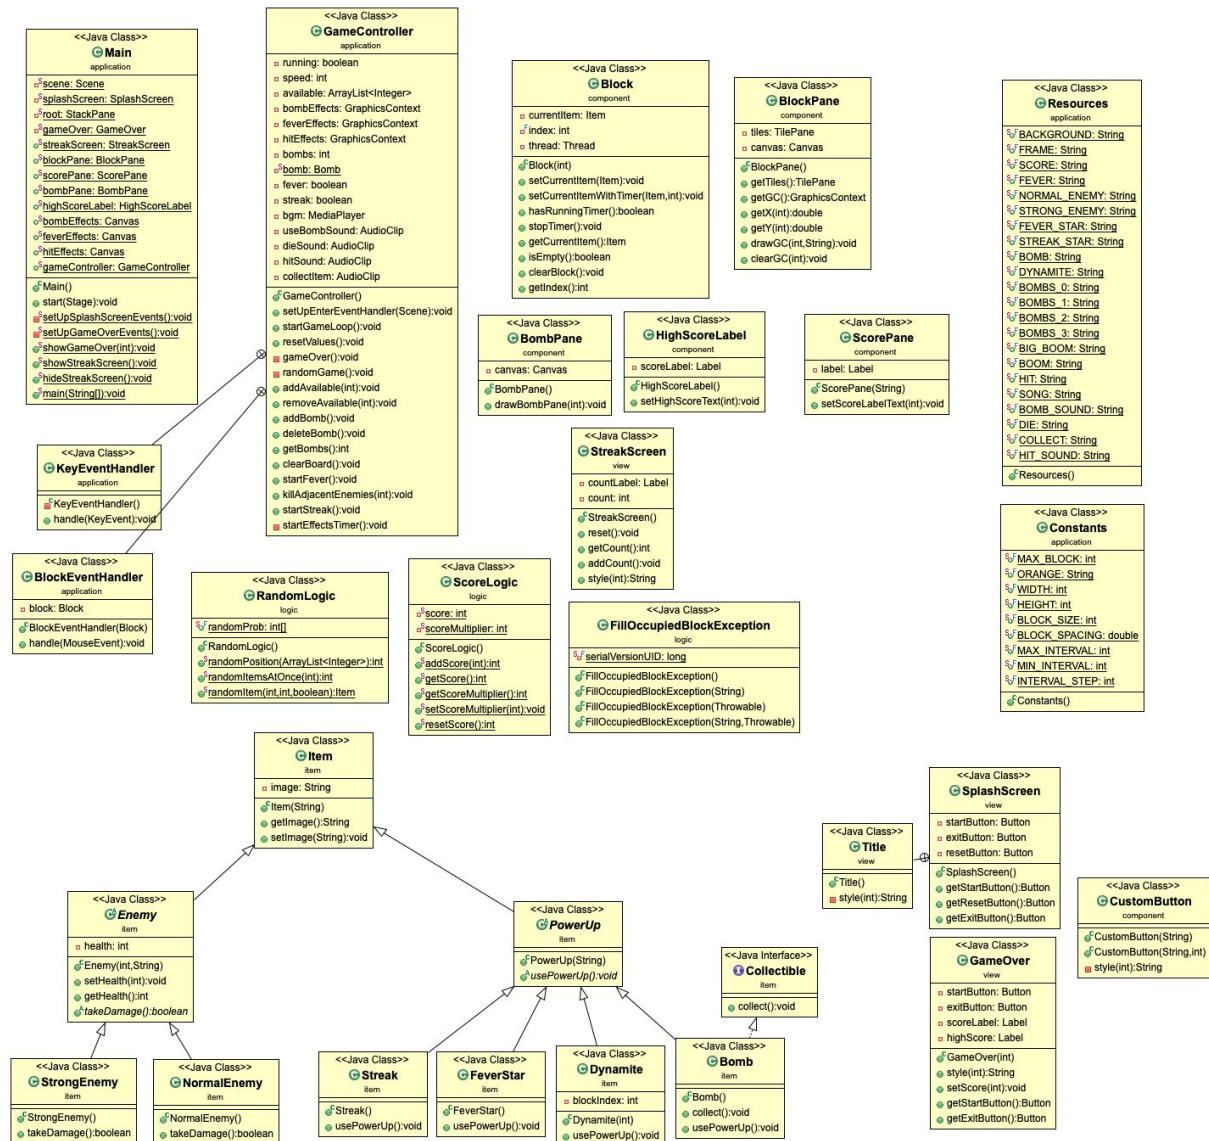 <<Java Class>>
Main
application
scene: Scene
splashScreen: SplashScreen
root: StackPane
gameOver: GameOver
streakScreen: StreakScreen
blockPane: BlockPane
scorePane: ScorePane
bombPane: BombPane
highScoreLabel: HighScoreLabel
bombEffects: Canvas
feverEffects: Canvas
hitEffects: Canvas
gameController: GameController
Main()
start(Stage):void
setUpSplashScreenEvents():void
setUpGameOverEvents():void
showGameOver(int):void
showStreakScreen():void
hideStreakScreen():void
main(String[]):void
<<Java Class>>
GameController
application
running: boolean
speed: int
available: ArrayList<Integer>
bombEffects: GraphicsContext
feverEffects: GraphicsContext
hitEffects: GraphicsContext
bombs: int
bomb: Bomb
fever: boolean
streak: boolean
bgm: MediaPlayer
useBombSound: AudioClip
dieSound: AudioClip
hitSound: AudioClip
collectItem: AudioClip
GameController()
setUpEnterEventHandler(Scene):void
startGameLoop():void
resetValues():void
gameOver():void
randomGame():void
addAvailable(int):void
removeAvailable(int):void
addBomb():void
deleteBomb():void
getBombs():int
clearBoard():void
startFever():void
killAdjacentEnemies(int):void
startStreak():void
startEffectsTimer():void
<<Java Class>>
Block
component
currentItem: Item
index: int
thread: Thread
Block(int)
setCurrentItem(Item):void
setCurrentItemWithTimer(Item,int):void
hasRunningTimer():boolean
stopTimer():void
getCurrentItem():Item
isEmpty():boolean
clearBlock():void
getIndex():int
<<Java Class>>
BlockPane
component
tiles: TilePane
canvas: Canvas
BlockPane()
getTiles():TilePane
getGC():GraphicsContext
getX(int):double
getY(int):double
drawGC(int,String):void
clearGC(int):void
<<Java Class>>
Resources
application
BACKGROUND: String
FRAME: String
SCORE: String
FEVER: String
NORMAL_ENEMY: String
STRONG_ENEMY: String
FEVER_STAR: String
STREAK_STAR: String
BOMB: String
DYNAMITE: String
BOMBS_0: String
BOMBS_1: String
BOMBS_2: String
BOMBS_3: String
BIG_BOOM: String
BOOM: String
HIT: String
SONG: String
BOMB_SOUND: String
DIE: String
COLLECT: String
HIT_SOUND: String
Resources()
<<Java Class>>
BombPane
component
canvas: Canvas
BombPane()
drawBombPane(int):void
<<Java Class>>
HighScoreLabel
component
scoreLabel: Label
HighScoreLabel()
setHighScoreText(int):void
<<Java Class>>
ScorePane
component
label: Label
ScorePane(String)
setScoreLabelText(int):void
<<Java Class>>
KeyEventHandler
application
KeyEventHandler()
handle(KeyEvent):void
<<Java Class>>
StreakScreen
view
countLabel: Label
count: int
StreakScreen()
reset():void
getCount():int
addCount():void
style(int):String
<<Java Class>>
Constants
application
MAX_BLOCK: int
ORANGE: String
WIDTH: int
HEIGHT: int
BLOCK_SIZE: int
BLOCK_SPACING: double
MAX_INTERVAL: int
MIN_INTERVAL: int
INTERVAL_STEP: int
Constants()
<<Java Class>>
BlockEventHandler
application
block: Block
BlockEventHandler(Block)
handle(MouseEvent):void
<<Java Class>>
RandomLogic
logic
randomProb: int[]
RandomLogic()
randomPosition(ArrayList<Integer>):int
randomItemsAtOnce(int):int
randomItem(int,int,boolean):Item
<<Java Class>>
ScoreLogic
logic
score: int
scoreMultiplier: int
ScoreLogic()
addScore(int):int
getScore():int
getScoreMultiplier():int
setScoreMultiplier(int):void
resetScore():int
<<Java Class>>
FillOccupiedBlockException
logic
serialVersionUID: long
FillOccupiedBlockException()
FillOccupiedBlockException(String)
FillOccupiedBlockException(Throwable)
FillOccupiedBlockException(String,Throwable)
<<Java Class>>
Item
item
image: String
Item(String)
getImage():String
setImage(String):void
<<Java Class>>
Title
view
Title()
style(int):String
<<Java Class>>
SplashScreen
view
startButton: Button
exitButton: Button
resetButton: Button
SplashScreen()
getStartButton():Button
getResetButton():Button
getExitButton():Button
<<Java Class>>
CustomButton
component
CustomButton(String)
CustomButton(String,int)
style(int):String
<<Java Class>>
Enemy
item
health: int
Enemy(int,String)
setHealth(int):void
getHealth():int
takeDamage():boolean
<<Java Class>>
PowerUp
item
PowerUp(String)
usePowerUp():void
<<Java Interface>>
Collectible
item
collect():void
<<Java Class>>
GameOver
view
startButton: Button
exitButton: Button
scoreLabel: Label
highScore: Label
GameOver(int)
style(int):String
setScore(int):void
getStartButton():Button
getExitButton():Button
<<Java Class>>
StrongEnemy
item
StrongEnemy()
takeDamage():boolean
<<Java Class>>
NormalEnemy
item
NormalEnemy()
takeDamage():boolean
<<Java Class>>
Streak
item
Streak()
usePowerUp():void
<<Java Class>>
FeverStar
item
FeverStar()
usePowerUp():void
<<Java Class>>
Dynamite
item
blockIndex: int
Dynamite(int)
usePowerUp():void
<<Java Class>>
Bomb
item
Bomb()
collect():void
usePowerUp():void